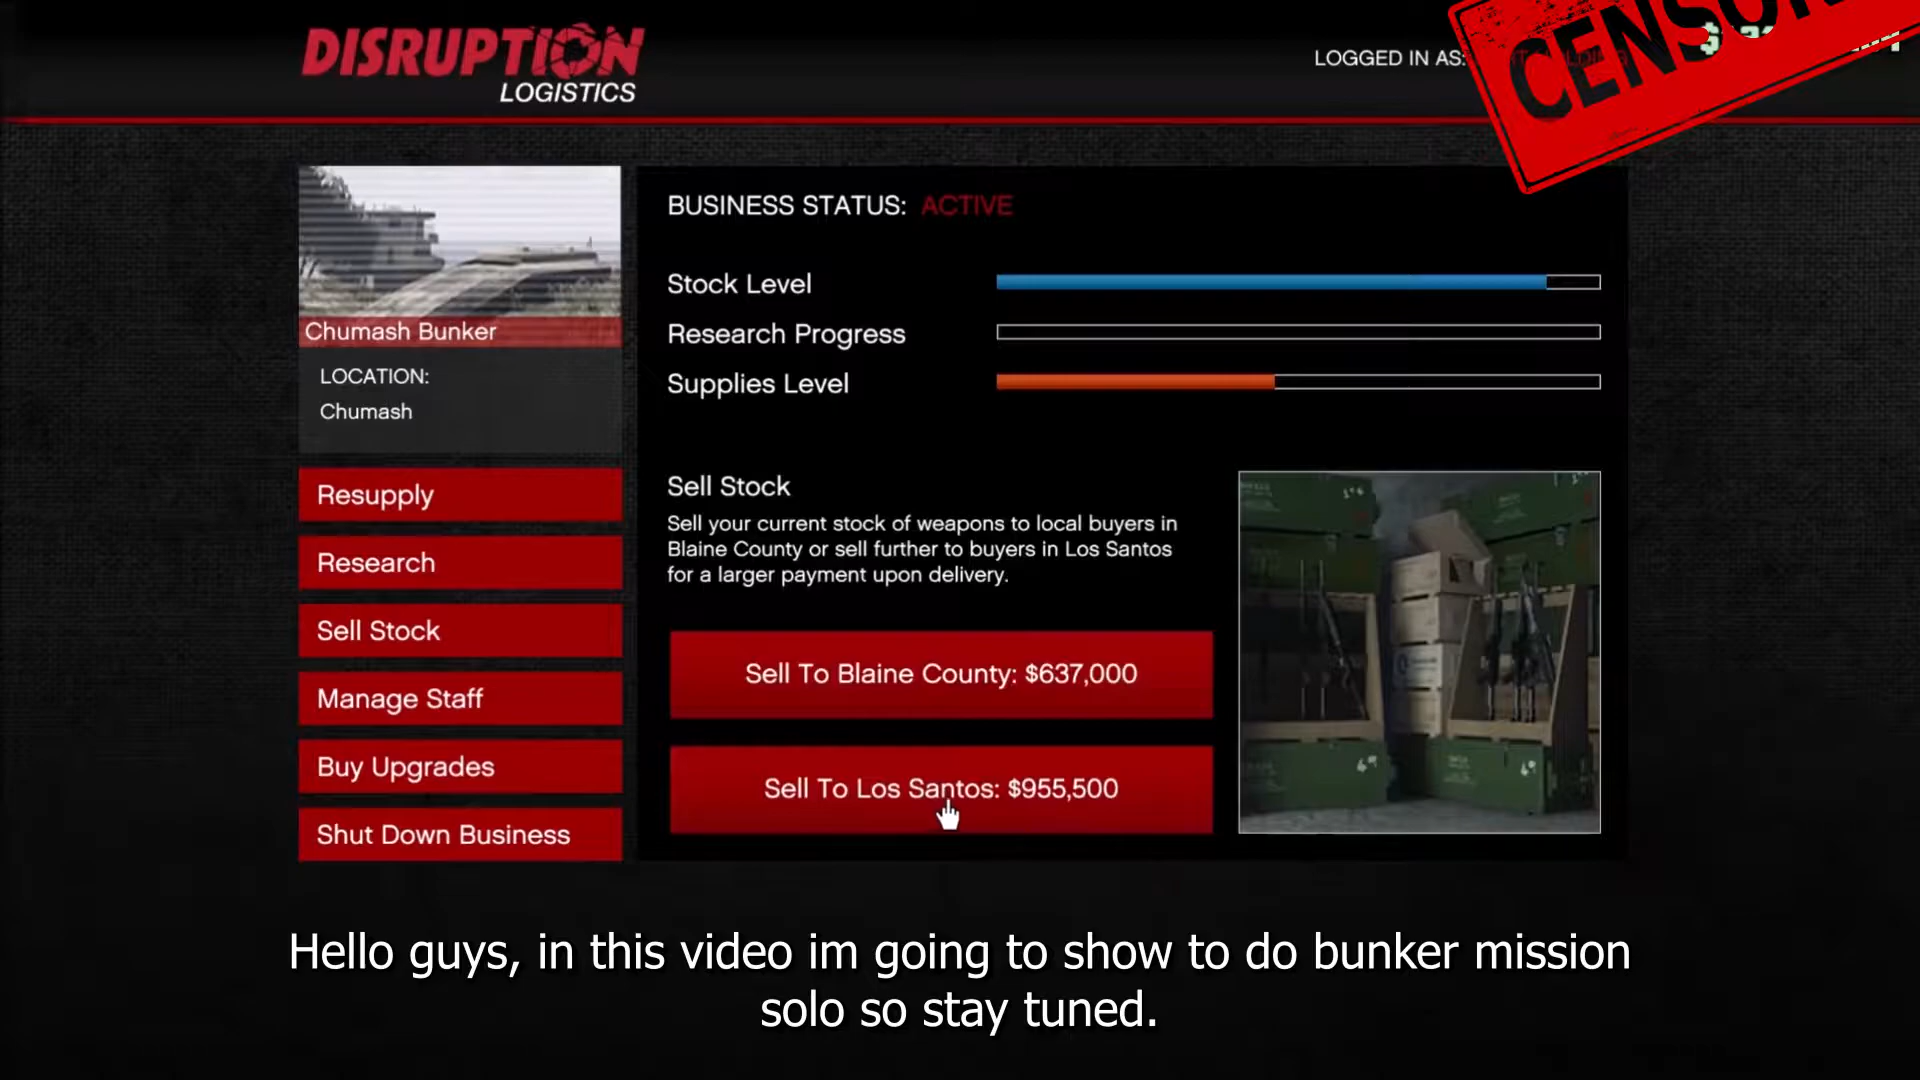 DISRUPTION
LOGISTICS
LOGGED IN AS:
CENSOR
Chumash Bunker
LOCATION:
Chumash
Resupply
Research
Sell Stock
Manage Staff
Buy Upgrades
Shut Down Business
BUSINESS STATUS: ACTIVE
Stock Level
Research Progress
Supplies Level
Sell Stock
Sell your current stock of weapons to local buyers in
Blaine County or sell further to buyers in Los Santos
for a larger payment upon delivery.
Sell To Blaine County: $637,000
Sell To Los Santos: $955,500
Hello guys, in this video im going to show to do bunker mission
solo so stay tuned.